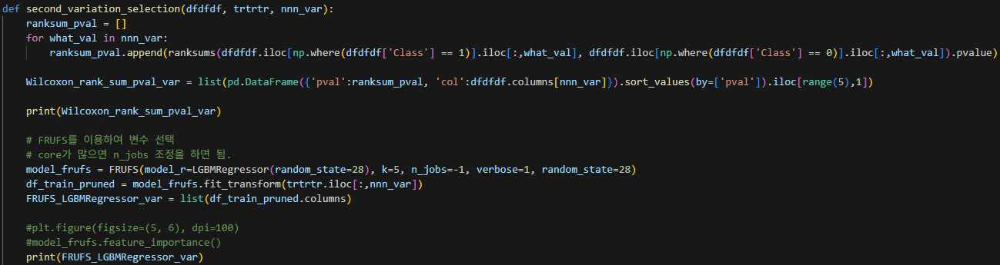 def second_variation_selection(dfdfdf, trtrtr, nnn_var):
    ranksum_pval = []
    for what_val in nnn_var:
        ranksum_pval.append(ranksums(dfdfdf.iloc[np.where(dfdfdf['Class'] == 1)].iloc[:,what_val], dfdfdf.iloc[np.where(dfdfdf['Class'] == 0)].iloc[:,what_val]).pvalue)
    Wilcoxon_rank_sum_pval_var = list(pd.DataFrame({'pval':ranksum_pval, 'col':dfdfdf.columns[nnn_var]}).sort_values(by=['pval']).iloc[range(5),1])
    print(Wilcoxon_rank_sum_pval_var)
    # FRUFS를 이용하여 변수 선택
    # core가 많으면 n_jobs 조정을 하면 됨.
    model_frufs = FRUFS(model_r=LGBMRegressor(random_state=28), k=5, n_jobs=-1, verbose=1, random_state=28)
    df_train_pruned = model_frufs.fit_transform(trtrtr.iloc[:,nnn_var])
    FRUFS_LGBMRegressor_var = list(df_train_pruned.columns)
    #plt.figure(figsize=(5, 6), dpi=100)
    #model_frufs.feature_importance()
    print(FRUFS_LGBMRegressor_var)